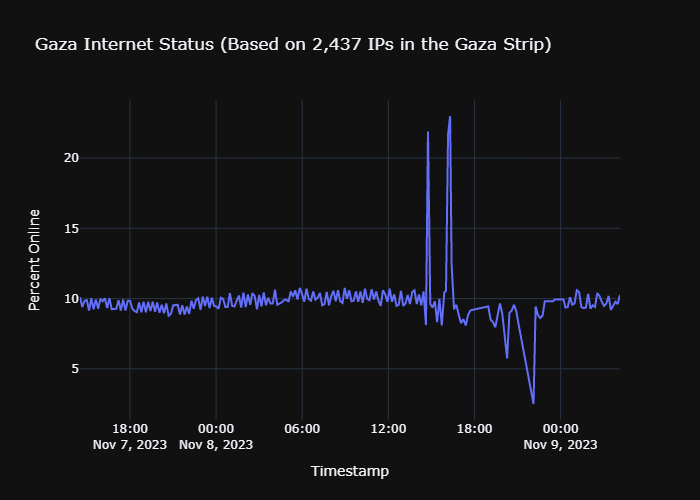 Gaza Internet Status (Based on 2,437 IPs in the Gaza Strip)
Percent Online
20
15
10
5
18:00 00:00 06:00 12:00 18:00 00:00
Nov 7, 2023 Nov 8, 2023 Nov 9, 2023
Timestamp